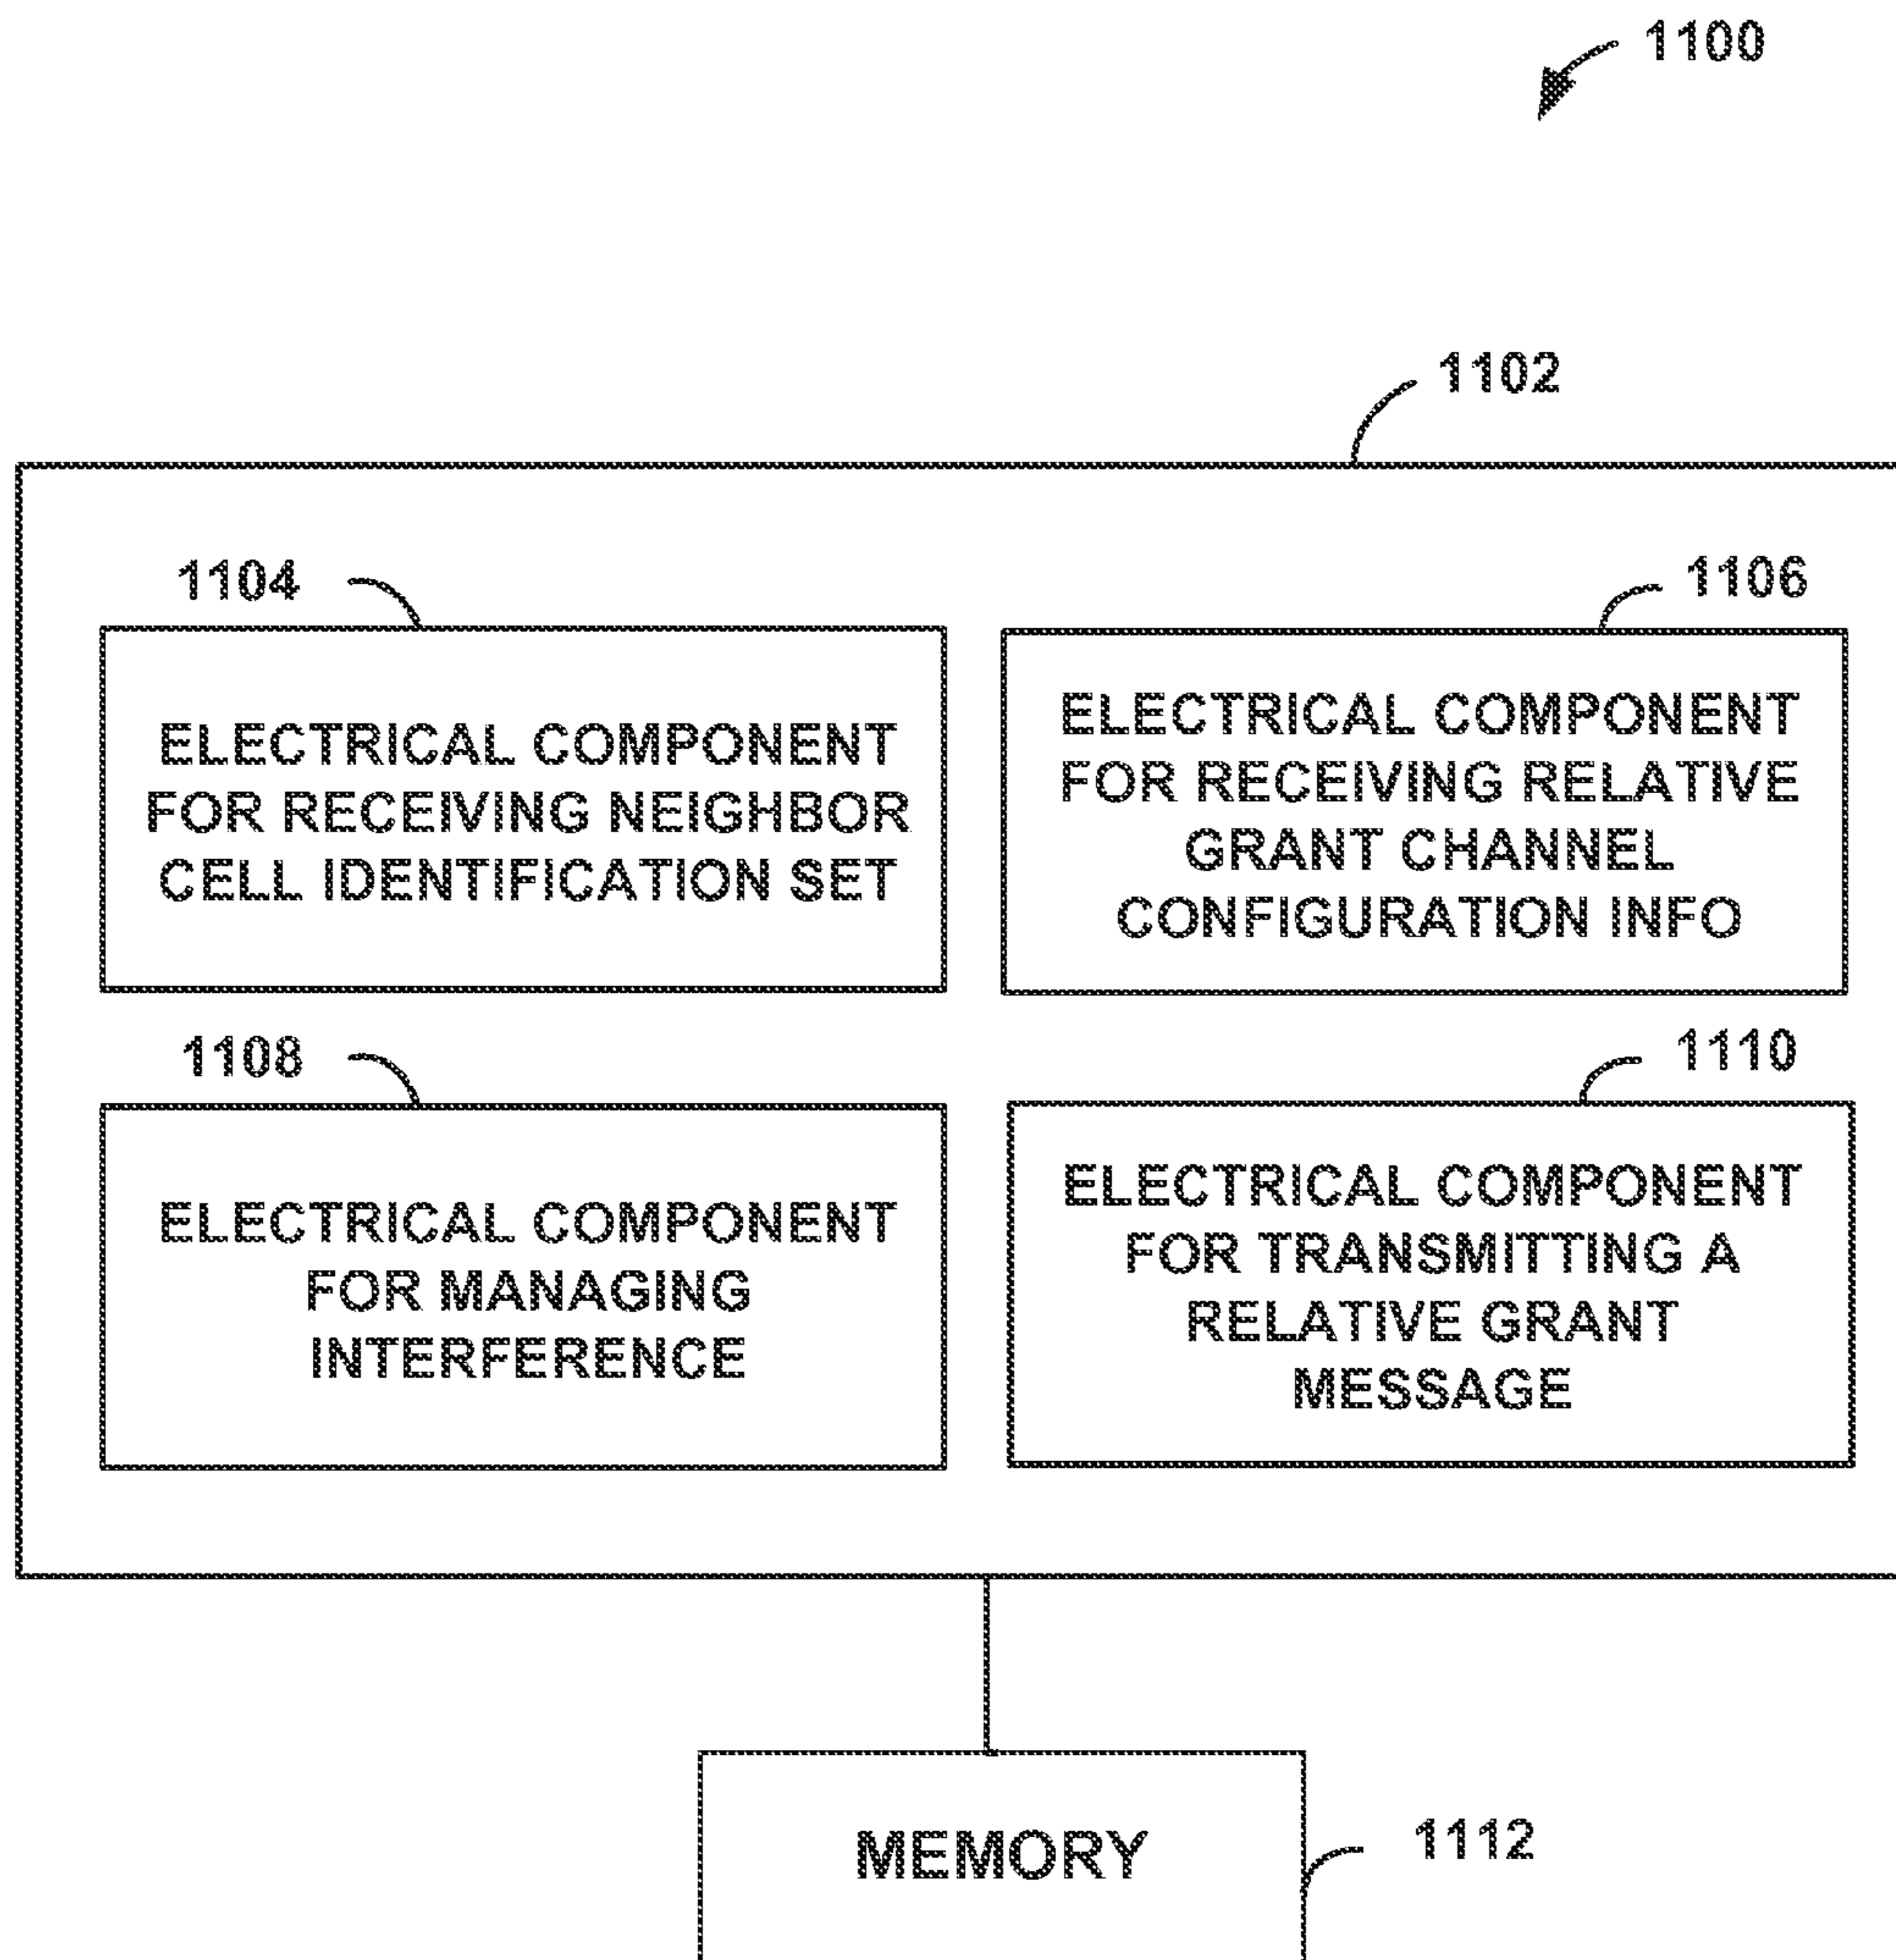 1100
1102
1104
ELECTRICAL COMPONENT
FOR RECEIVING NEIGHBOR
CELL IDENTIFICATION SET
1106
ELECTRICAL COMPONENT
FOR RECEIVING RELATIVE
GRANT CHANNEL
CONFIGURATION INFO
1108
ELECTRICAL COMPONENT
FOR MANAGING
INTERFERENCE
1110
ELECTRICAL COMPONENT
FOR TRANSMITTING A
RELATIVE GRANT
MESSAGE
MEMORY
1112